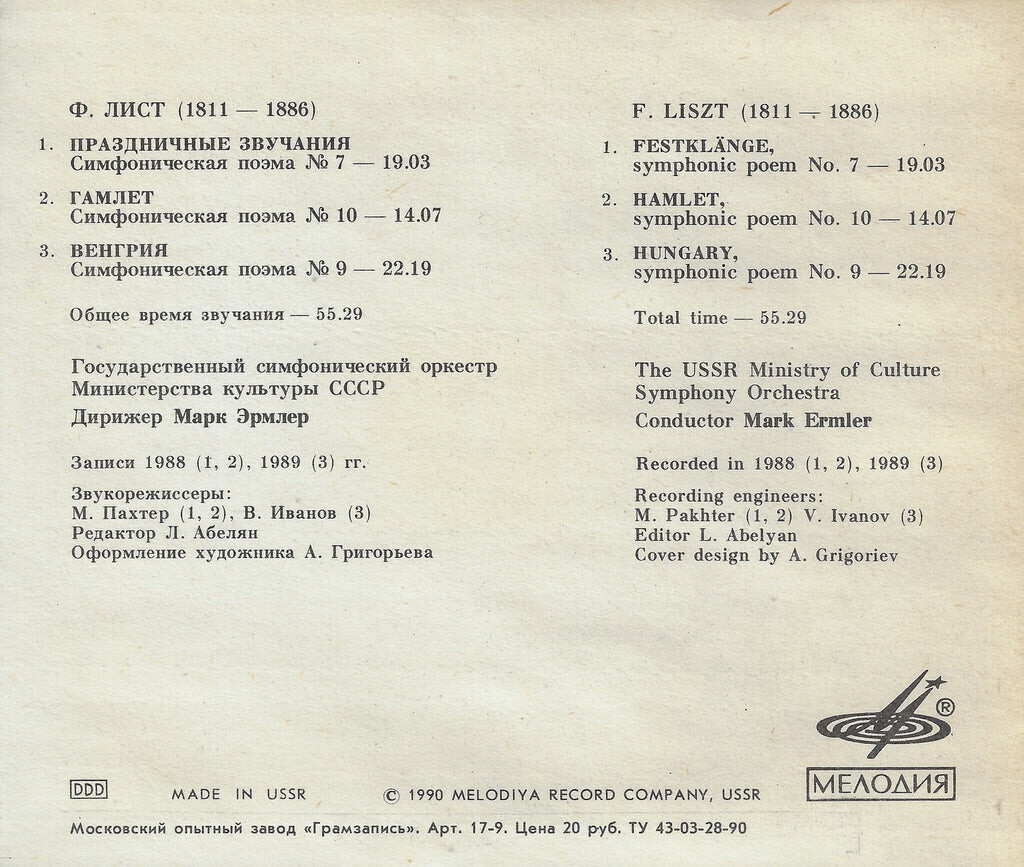 Ф. ЛИСТ (1811 — 1886)
1. ПРАЗДНИЧНЫЕ ЗВУЧАНИЯ
Симфоническая поэма № 7 — 19.03
2. ГАМЛЕТ
Симфоническая поэма № 10 — 14.07
3. ВЕНГРИЯ
Симфоническая поэма № 9 — 22.19
Общее время звучания — 55.29
Государственный симфонический оркестр
Министерства культуры СССР
Дирижер Марк Эрмлер
Записи 1988 (1, 2), 1989 (3) гг.
Звукорежиссеры:
М. Пахтер (1, 2), В. Иванов (3)
Редактор Л. Абелян
Оформление художника А. Григорьева
F. LISZT (1811 — 1886)
1. FESTKLÄNGE,
symphonic poem No. 7 — 19.03
2. HAMLET,
symphonic poem No. 10 — 14.07
3. HUNGARY,
symphonic poem No. 9 — 22.19
Total time — 55.29
The USSR Ministry of Culture
Symphony Orchestra
Conductor Mark Ermler
Recorded in 1988 (1, 2), 1989 (3)
Recording engineers:
M. Pakhter (1, 2) V. Ivanov (3)
Editor L. Abelyan
Cover design by A. Grigoriev
®
МЕЛОДИЯ
DDD MADE IN USSR © 1990 MELODIYA RECORD COMPANY, USSR
Московский опытный завод «Грамзапись». Арт. 17-9. Цена 20 руб. ТУ 43-03-28-90